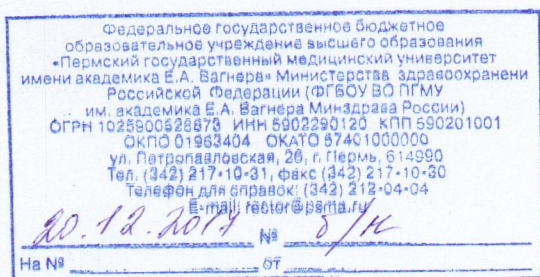 Федеральное государственное бюджетное
образовательное учреждение высшего образования
«Пермский государственный медицинский университет
имени академика Е.А. Вагнера» Министерства здравоохранени
Российской Федерации (ФГБОУ ВО ПГМУ
им. академика Е.А. Вагнера Минздрава России)
ОГРН 1025900528873 ИНН 5902290120 КПП 590201001
ОКПО 01963404 ОКАТО 57401000000
ул. Петропавловская, 26, г. Пермь, 614990
Тел. (342) 217-10-31, факс (342) 217-10-30
Телефон для справок: (342) 212-04-04
E-mail: rector@psma.ru
20.12.2017 № б/н
На № от